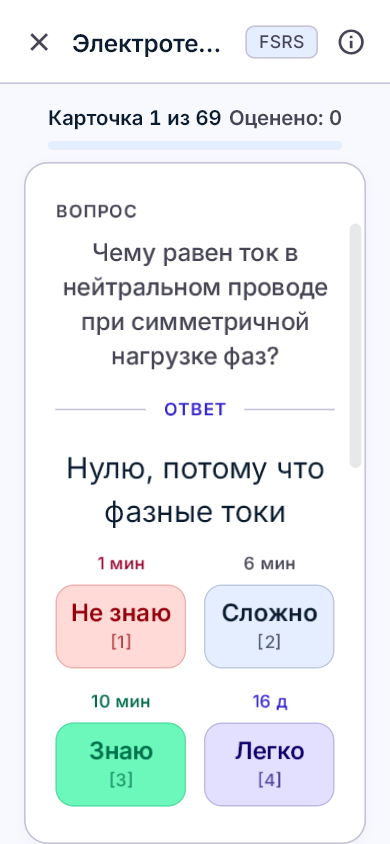 Электроте...
FSRS
Карточка 1 из 69 Оценено: 0
ВОПРОС
Чему равен ток в
нейтральном проводе
при симметричной
нагрузке фаз?
ОТВЕТ
Нулю, потому что
фазные токи
1 мин
6 мин
Не знаю
[1]
Сложно
[2]
10 мин
16 д
Знаю
[3]
Легко
[4]